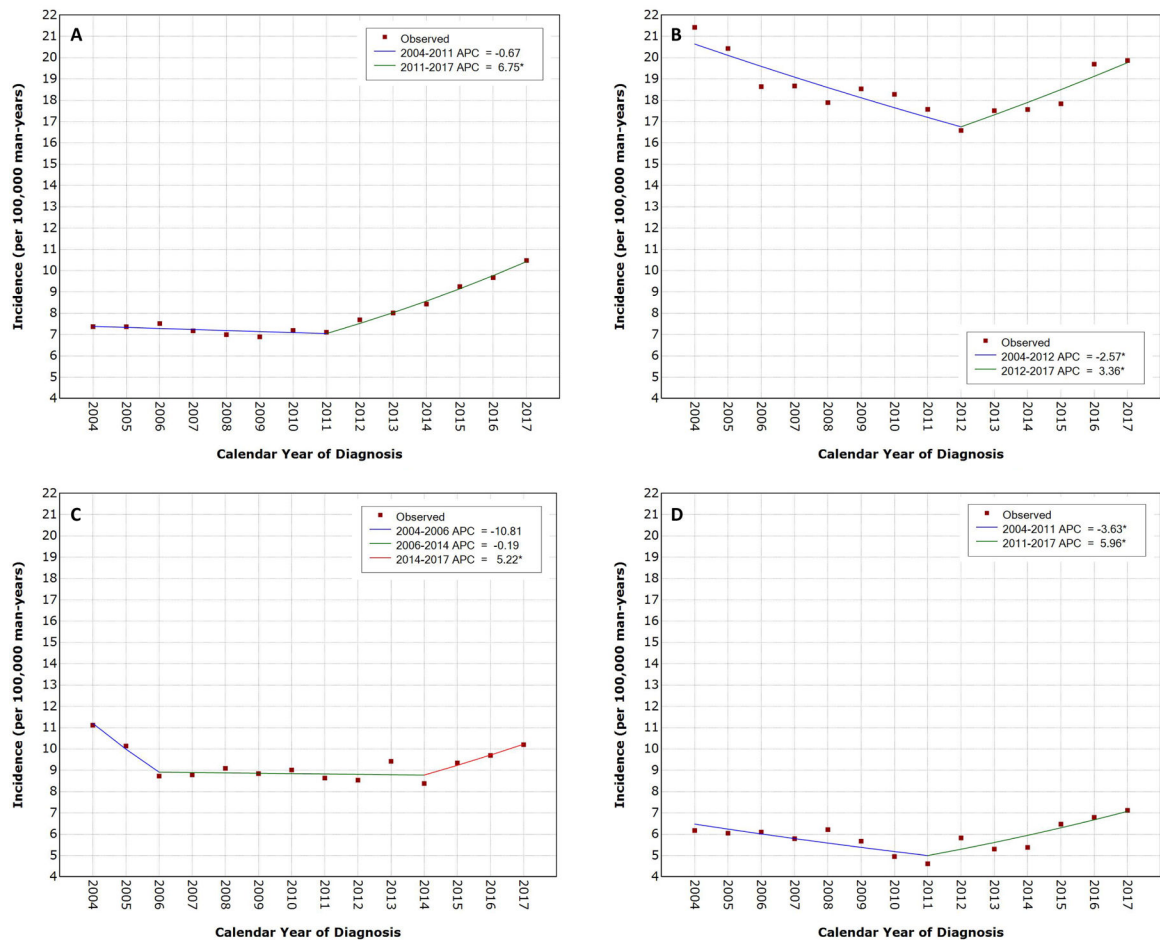 A
Observed
2004-2011 APC = -0.67
2011-2017 APC = 6.75*
22
21
20
19
18
17
16
15
14
13
12
11
10
9
8
7
6
5
4
Incidence (per 100,000 man-years)
2004 2005 2006 2007 2008 2009 2010 2011 2012 2013 2014 2015 2016 2017
Calendar Year of Diagnosis
B
Observed
2004-2012 APC = -2.57*
2012-2017 APC = 3.36*
22
21
20
19
18
17
16
15
14
13
12
11
10
9
8
7
6
5
4
Incidence (per 100,000 man-years)
2004 2005 2006 2007 2008 2009 2010 2011 2012 2013 2014 2015 2016 2017
Calendar Year of Diagnosis
C
Observed
2004-2006 APC = -10.81
2006-2014 APC = -0.19
2014-2017 APC = 5.22*
22
21
20
19
18
17
16
15
14
13
12
11
10
9
8
7
6
5
4
Incidence (per 100,000 man-years)
2004 2005 2006 2007 2008 2009 2010 2011 2012 2013 2014 2015 2016 2017
Calendar Year of Diagnosis
D
Observed
2004-2011 APC = -3.63*
2011-2017 APC = 5.96*
22
21
20
19
18
17
16
15
14
13
12
11
10
9
8
7
6
5
4
Incidence (per 100,000 man-years)
2004 2005 2006 2007 2008 2009 2010 2011 2012 2013 2014 2015 2016 2017
Calendar Year of Diagnosis